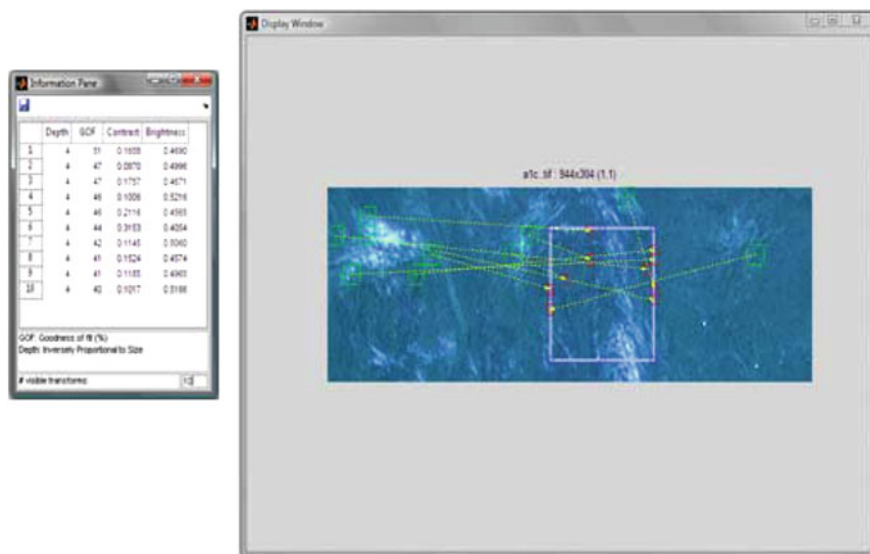 Display Window
Information Pane
Depth GOF Contrast Brightness
1 4 51 0.1658 0.4690
2 4 47 0.0870 0.4996
3 4 47 0.1757 0.4671
4 4 46 0.1006 0.5216
5 4 46 0.2116 0.4565
6 4 44 0.3153 0.4054
7 4 42 0.1145 0.5060
8 4 41 0.1524 0.4574
9 4 41 0.1185 0.4903
10 4 40 0.1017 0.5186
GOF: Goodness of fit (%)
Depth: Inversely Proportional to Size
# visible transforms: 10
a1c .tif : 944x304 (1.1)